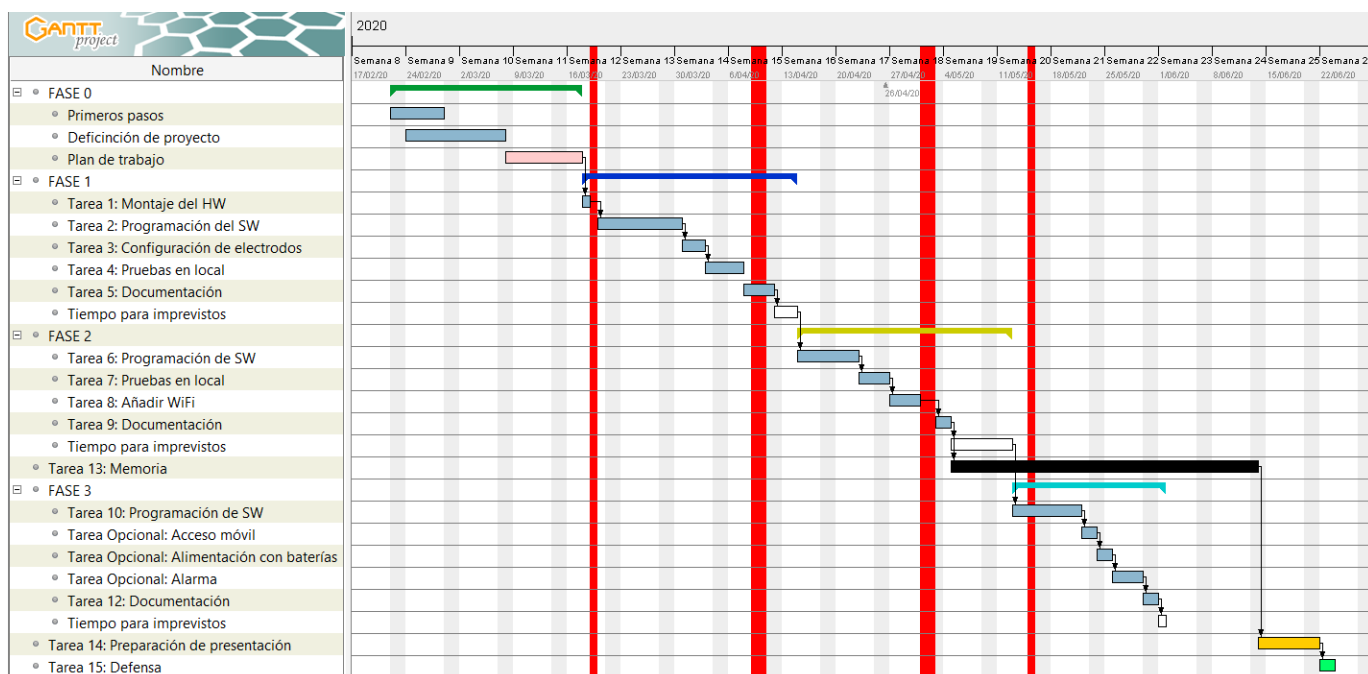 GANTT
project
2020
Nombre
Semana 8 Semana 9 Semana 10 Semana 11 Semana 12 Semana 13 Semana 14 Semana 15 Semana 16 Semana 17 Semana 18 Semana 19 Semana 20 Semana 21 Semana 22 Semana 23 Semana 24 Semana 25 Semana 2
17/02/20 24/02/20 2/03/20 9/03/20 16/03/20 23/03/20 30/03/20 6/04/20 13/04/20 20/04/20 27/04/20 4/05/20 11/05/20 18/05/20 25/05/20 1/06/20 8/06/20 15/06/20 22/06/20
26/04/20
FASE 0
Primeros pasos
Deficinción de proyecto
Plan de trabajo
FASE 1
Tarea 1: Montaje del HW
Tarea 2: Programación del SW
Tarea 3: Configuración de electrodos
Tarea 4: Pruebas en local
Tarea 5: Documentación
Tiempo para imprevistos
FASE 2
Tarea 6: Programación de SW
Tarea 7: Pruebas en local
Tarea 8: Añadir WiFi
Tarea 9: Documentación
Tiempo para imprevistos
Tarea 13: Memoria
FASE 3
Tarea 10: Programación de SW
Tarea Opcional: Acceso móvil
Tarea Opcional: Alimentación con baterías
Tarea Opcional: Alarma
Tarea 12: Documentación
Tiempo para imprevistos
Tarea 14: Preparación de presentación
Tarea 15: Defensa